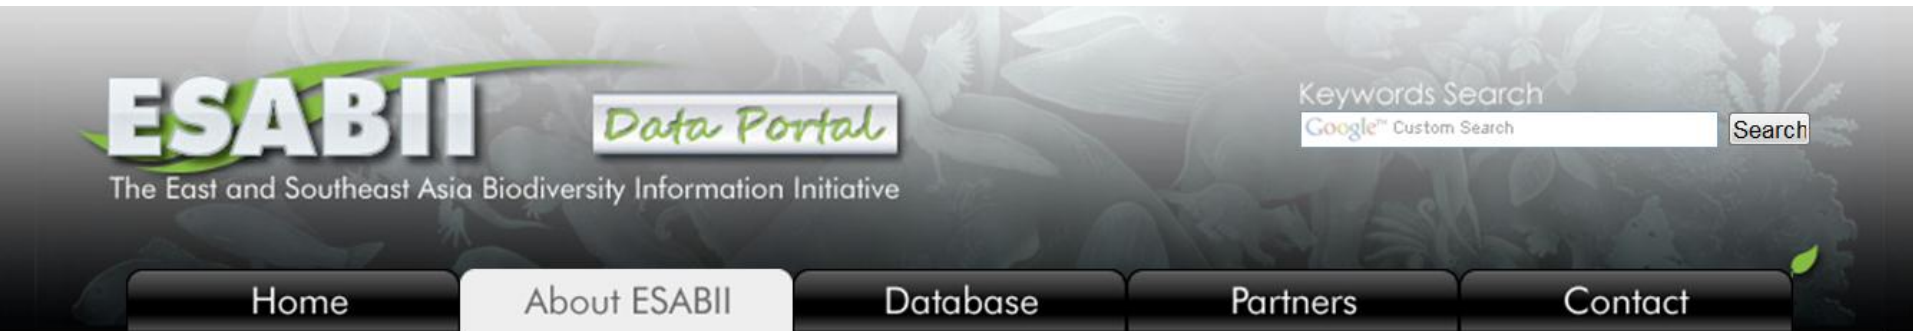 ESABII
Data Portal
The East and Southeast Asia Biodiversity Information Initiative
Keywords Search
Google™ Custom Search
Search
Home
About ESABII
Database
Partners
Contact